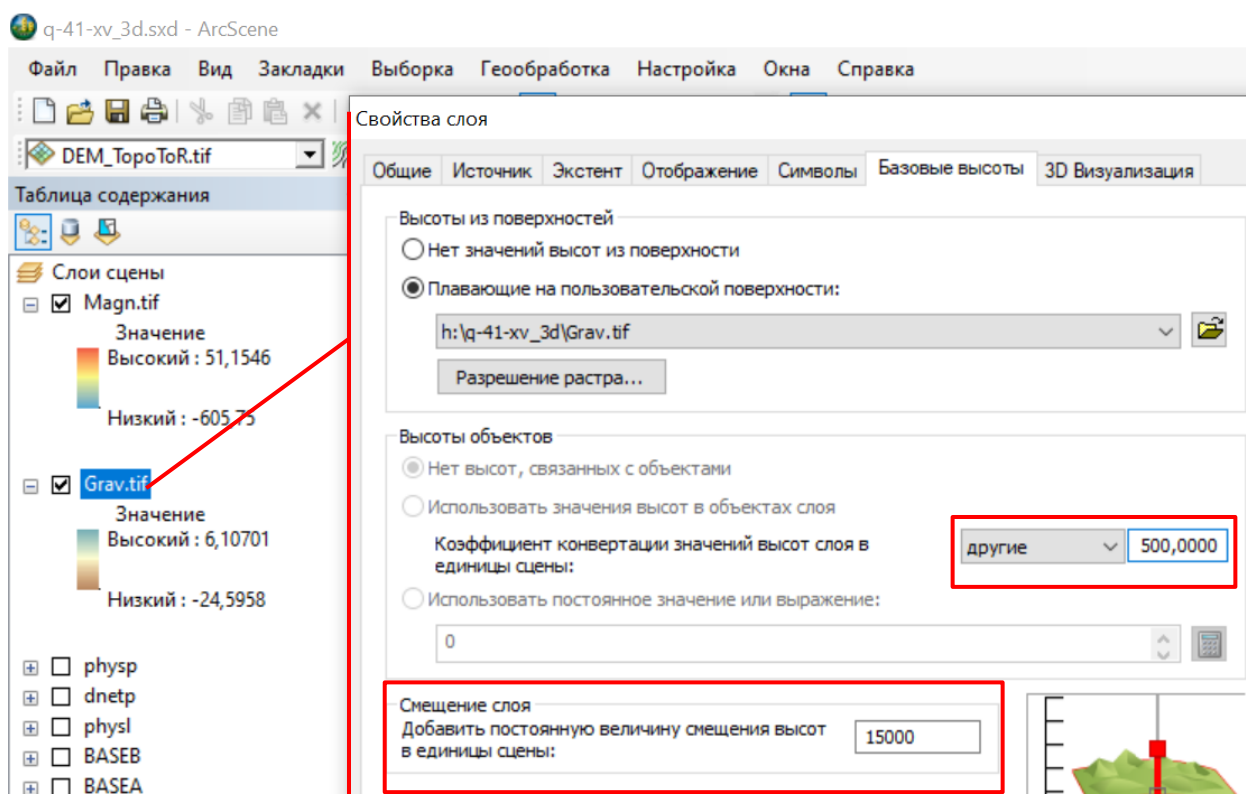 q-41-xv_3d.sxd - ArcScene
Файл Правка Вид Закладки Выборка Геообработка Настройка Окна Справка
DEM_TopoToR.tif
Таблица содержания
Слои сцены
Magn.tif
Значение
Высокий : 51,1546
Низкий : -605,75
Grav.tif
Значение
Высокий : 6,10701
Низкий : -24,5958
physp
dnetp
physl
BASEB
BASEA
Свойства слоя
Общие Источник Экстент Отображение Символы Базовые высоты 3D Визуализация
Высоты из поверхностей
Нет значений высот из поверхности
Плавающие на пользовательской поверхности:
h:\q-41-xv_3d\Grav.tif
Разрешение растра...
Высоты объектов
Нет высот, связанных с объектами
Использовать значения высот в объектах слоя
Коэффициент конвертации значений высот слоя в
единицы сцены:
другие 500,0000
Использовать постоянное значение или выражение:
0
Смещение слоя
Добавить постоянную величину смещения высот
в единицы сцены:
15000